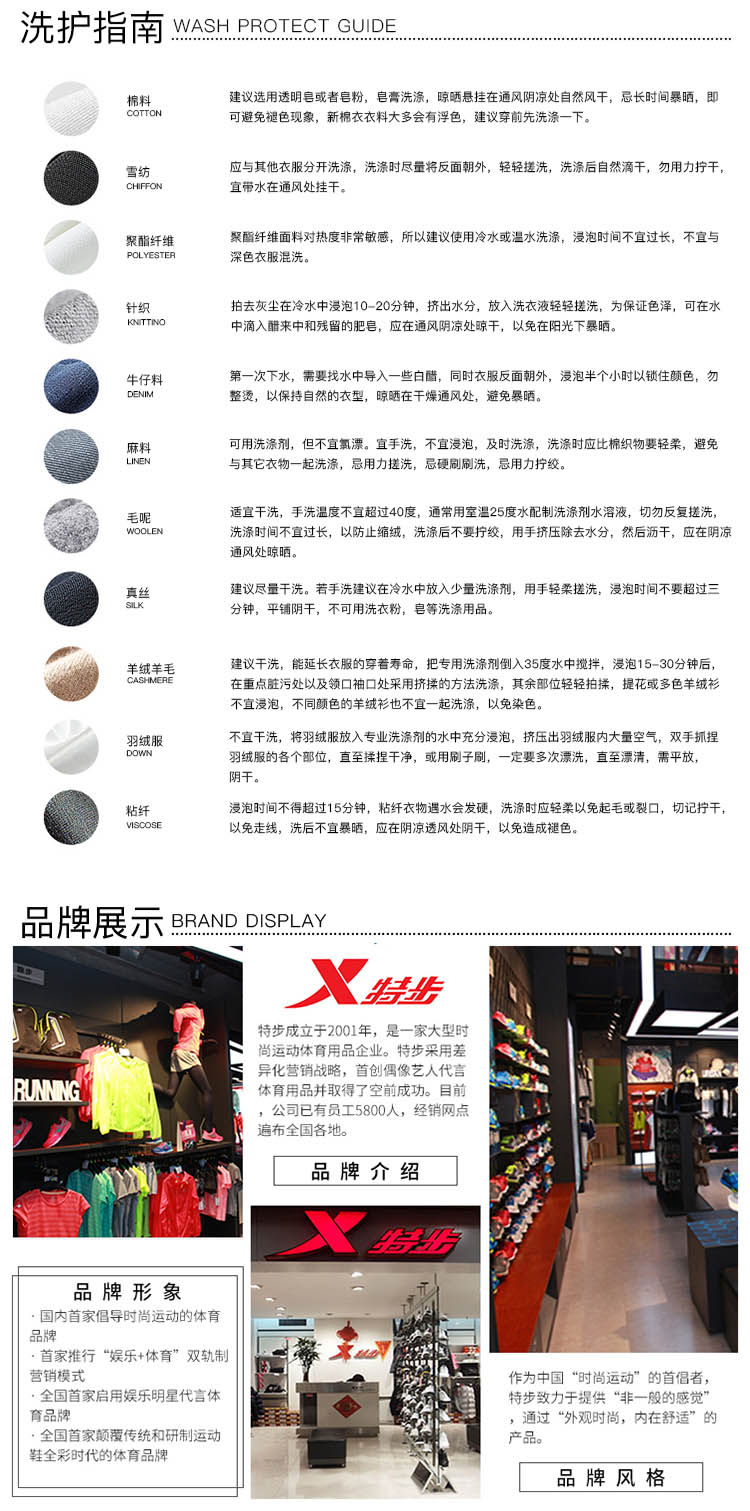 洗护指南 WASH PROTECT GUIDE
棉料
COTTON
建议选用透明皂或者皂粉，皂膏洗涤，晾晒悬挂在通风阴凉处自然风干，忌长时间暴晒，即
可避免褪色现象，新棉衣衣料大多会有浮色，建议穿前先洗涤一下。
雪纺
CHIFFON
应与其他衣服分开洗涤，洗涤时尽量将反面朝外，轻轻搓洗，洗涤后自然滴干，勿用力拧干，
宜带水在通风处挂干。
聚酯纤维
POLYESTER
聚酯纤维面料对热度非常敏感，所以建议使用冷水或温水洗涤，浸泡时间不宜过长，不宜与
深色衣服混洗。
针织
KNITTINO
拍去灰尘在冷水中浸泡10-20分钟，挤出水分，放入洗衣液轻轻搓洗，为保证色泽，可在水
中滴入醋来中和残留的肥皂，应在通风阴凉处晾干，以免在阳光下暴晒。
牛仔料
DENIM
第一次下水，需要找水中导入一些白醋，同时衣服反面朝外，浸泡半个小时以锁住颜色，勿
整烫，以保持自然的衣型，晾晒在干燥通风处，避免暴晒。
麻料
LINEN
可用洗涤剂，但不宜氯漂。宜手洗，不宜浸泡，及时洗涤，洗涤时应比棉织物要轻柔，避免
与其它衣物一起洗涤，忌用力搓洗，忌硬刷刷洗，忌用力拧绞。
毛呢
WOOLEN
适宜干洗，手洗温度不宜超过40度，通常用室温25度水配制洗涤剂水溶液，切勿反复搓洗，
洗涤时间不宜过长，以防止缩绒，洗涤后不要拧绞，用手挤压除去水分，然后沥干，应在阴凉
通风处晾晒。
真丝
SILK
建议尽量干洗。若手洗建议在冷水中放入少量洗涤剂，用手轻柔搓洗，浸泡时间不要超过三
分钟，平铺阴干，不可用洗衣粉，皂等洗涤用品。
羊绒羊毛
CASHMERE
建议干洗，能延长衣服的穿着寿命，把专用洗涤剂倒入35度水中搅拌，浸泡15-30分钟后，
在重点脏污处以及领口袖口处采用挤揉的方法洗涤，其余部位轻轻拍揉，提花或多色羊绒衫
不宜浸泡，不同颜色的羊绒衫也不宜一起洗涤，以免染色。
羽绒服
DOWN
不宜干洗，将羽绒服放入专业洗涤剂的水中充分浸泡，挤压出羽绒服内大量空气，双手抓捏
羽绒服的各个部位，直至揉捏干净，或用刷子刷，一定要多次漂洗，直至漂清，需平放，
阴干。
粘纤
VISCOSE
浸泡时间不得超过15分钟，粘纤衣物遇水会发硬，洗涤时应轻柔以免起毛或裂口，切记拧干，
以免走线，洗后不宜暴晒，应在阴凉透风处阴干，以免造成褪色。
品牌展示 BRAND DISPLAY
跑步
RUNNING
特步
特步成立于2001年，是一家大型时
尚运动体育用品企业。特步采用差
异化营销战略，首创偶像艺人代言
体育用品并取得了空前成功。目前
，公司已有员工5800人，经销网点
遍布全国各地。
品牌介绍
特步
特步
品牌形象
·国内首家倡导时尚运动的体育
品牌
·首家推行“娱乐+体育”双轨制
营销模式
·全国首家启用娱乐明星代言体
育品牌
·全国首家颠覆传统和研制运动
鞋全彩时代的体育品牌
作为中国“时尚运动”的首倡者，
特步致力于提供“非一般的感觉”
，通过“外观时尚，内在舒适”的
产品。
品牌风格